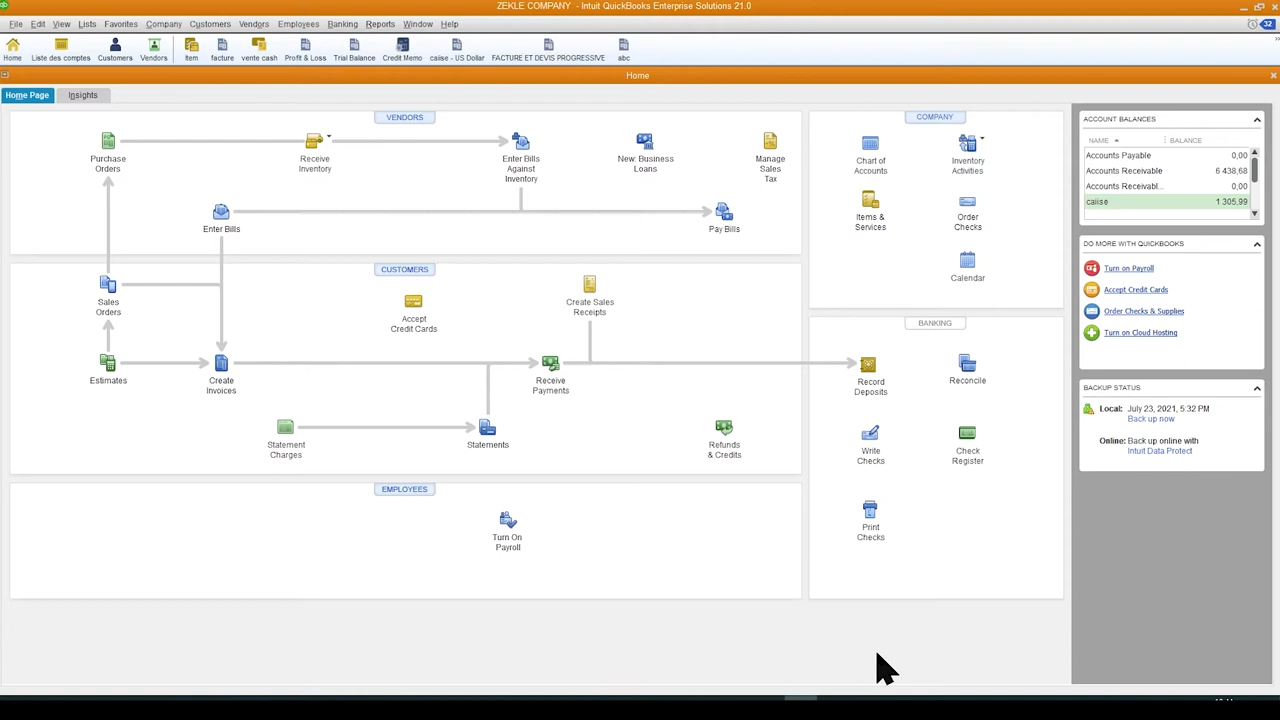 ZEKLE COMPANY - Intuit QuickBooks Enterprise Solutions 21.0
File Edit View Lists Favorites Company Customers Vendors Employees Banking Reports Window Help
32
Home Liste des comptes Customers Vendors Item facture vente cash Profit & Loss Trial Balance Credit Memo caiise - US Dollar FACTURE ET DEVIS PROGRESSIVE abc
Home
Home Page Insights
VENDORS
Purchase
Orders
Receive
Inventory
Enter Bills
Against
Inventory
New: Business
Loans
Manage
Sales
Tax
Enter Bills
Pay Bills
CUSTOMERS
Sales
Orders
Accept
Credit Cards
Create Sales
Receipts
Estimates
Create
Invoices
Receive
Payments
Statement
Charges
Statements
Refunds
& Credits
EMPLOYEES
Turn On
Payroll
COMPANY
Chart of
Accounts
Inventory
Activities
Items &
Services
Order
Checks
Calendar
BANKING
Record
Deposits
Reconcile
Write
Checks
Check
Register
Print
Checks
ACCOUNT BALANCES
NAME BALANCE
Accounts Payable 0,00
Accounts Receivable 6 438,68
Accounts Receivabl... 0,00
caiise 1 305,99
DO MORE WITH QUICKBOOKS
Turn on Payroll
Accept Credit Cards
Order Checks & Supplies
Turn on Cloud Hosting
BACKUP STATUS
Local: July 23, 2021, 5:32 PM
Back up now
Online: Back up online with
Intuit Data Protect